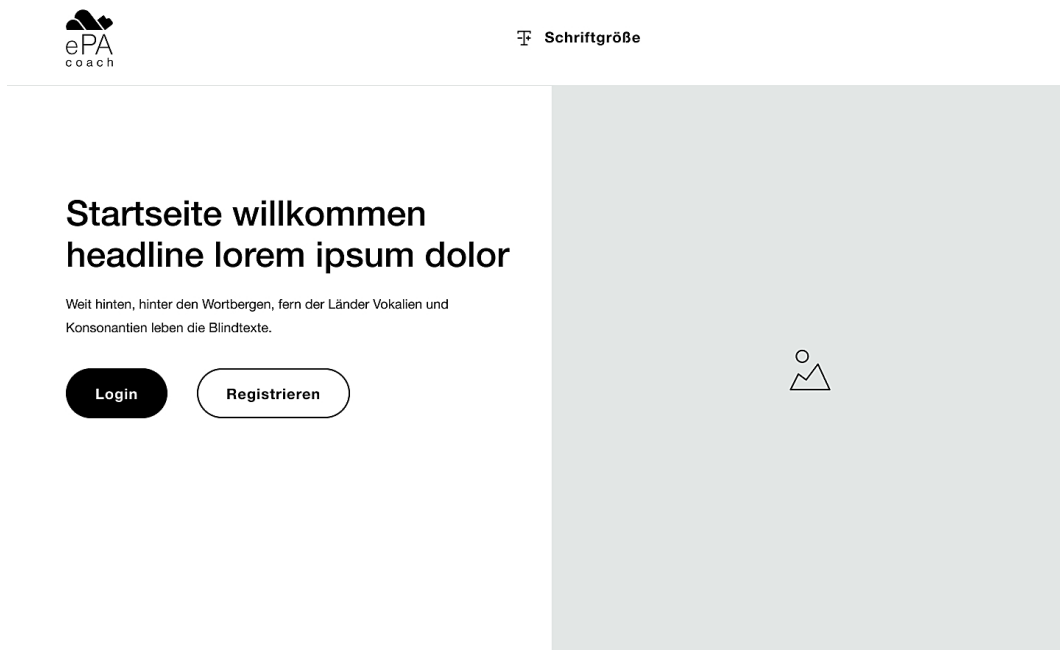 ePA
coach
Schriftgröße
Startseite willkommen
headline lorem ipsum dolor
Weit hinten, hinter den Wortbergen, fern der Länder Vokalien und
Konsonantien leben die Blindtexte.
Login
Registrieren